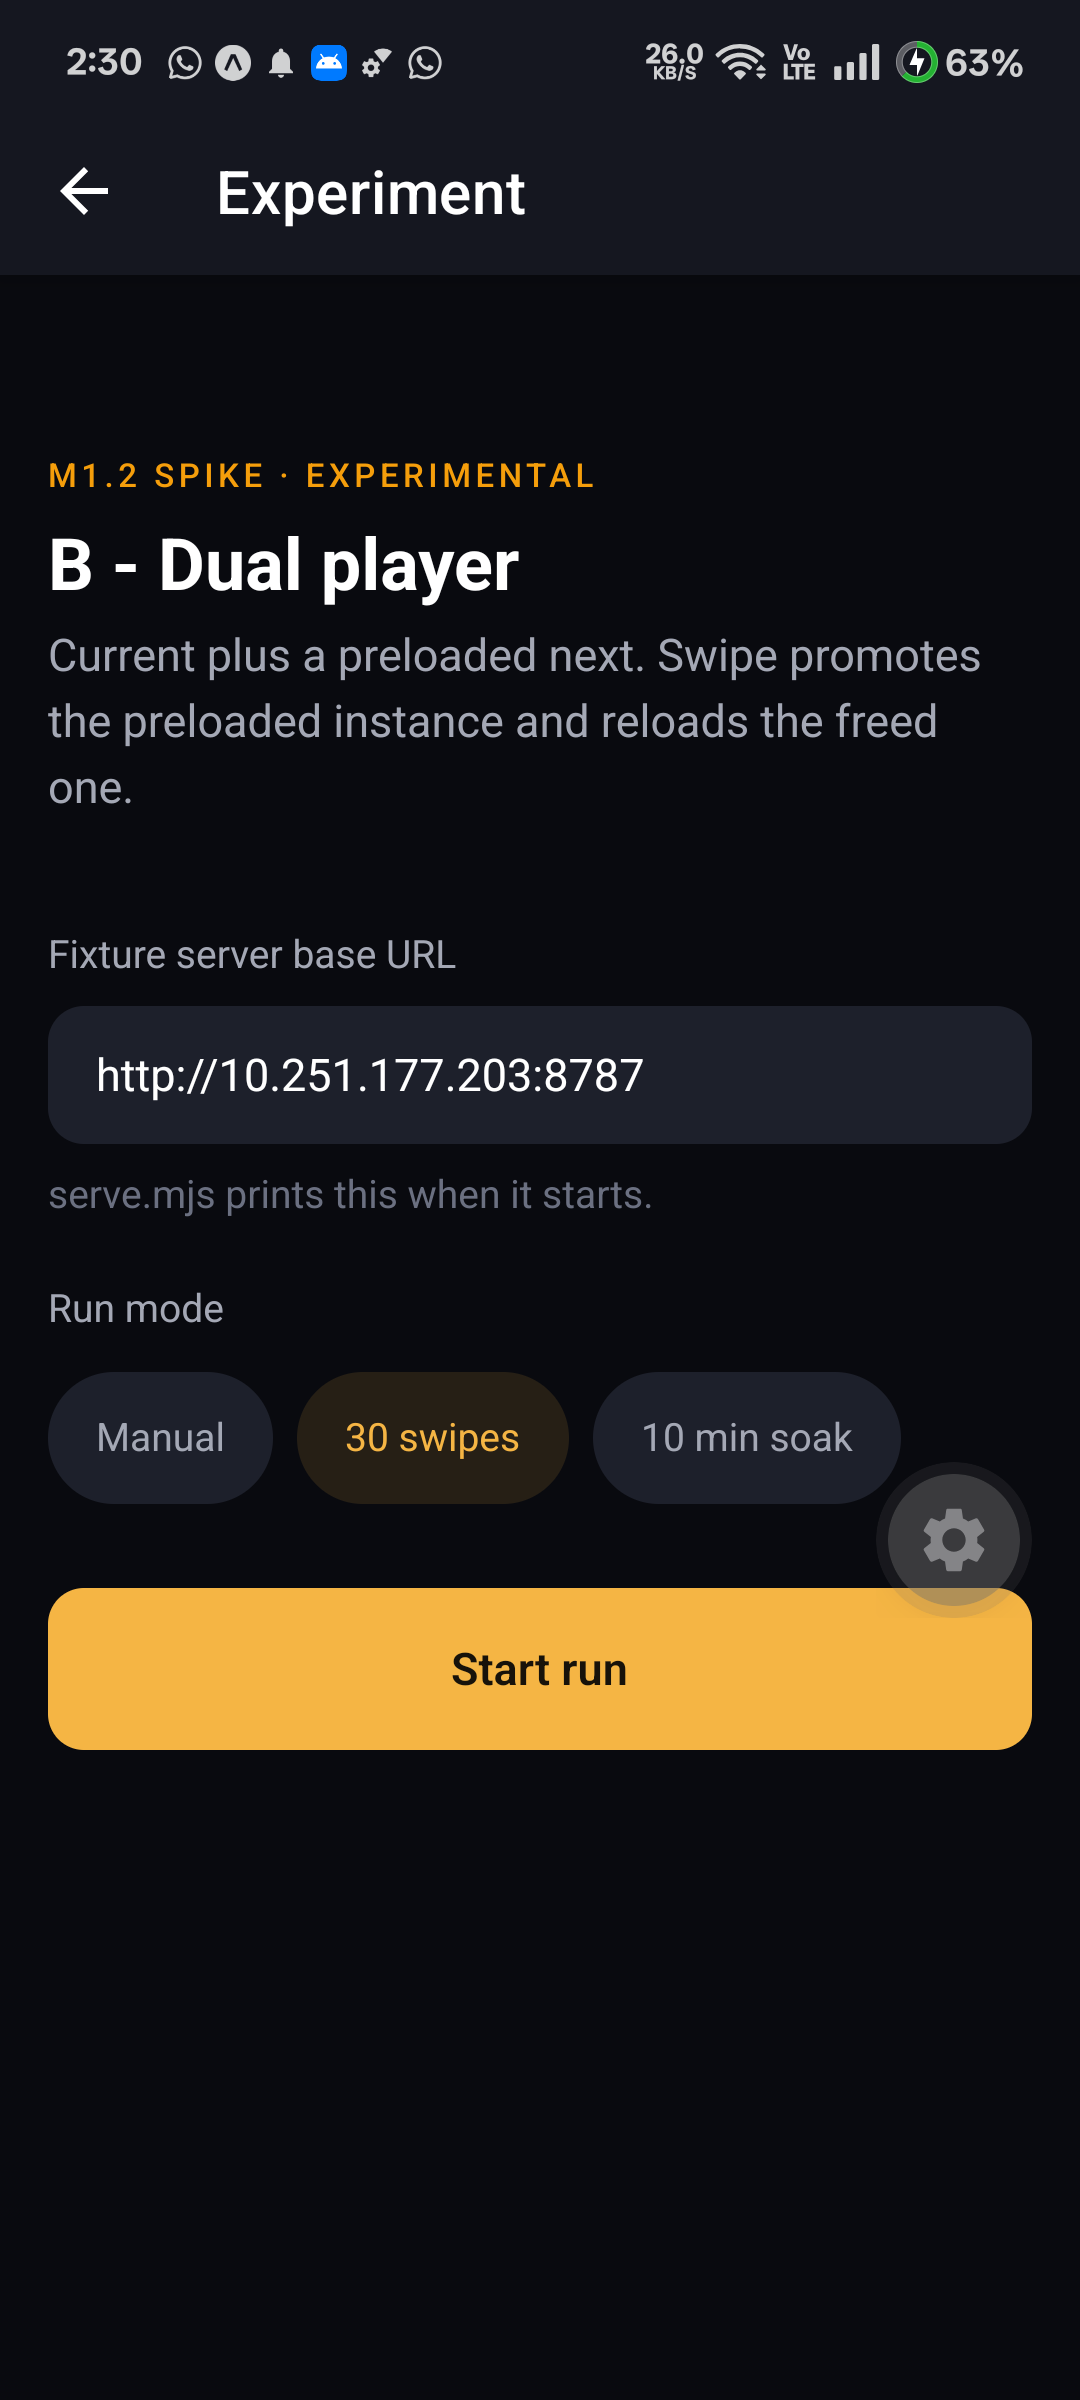 2:30
26.0 KB/S
Vo LTE
63%
Experiment
M1.2 SPIKE · EXPERIMENTAL
B - Dual player
Current plus a preloaded next. Swipe promotes
the preloaded instance and reloads the freed
one.
Fixture server base URL
http://10.251.177.203:8787
serve.mjs prints this when it starts.
Run mode
Manual
30 swipes
10 min soak
Start run